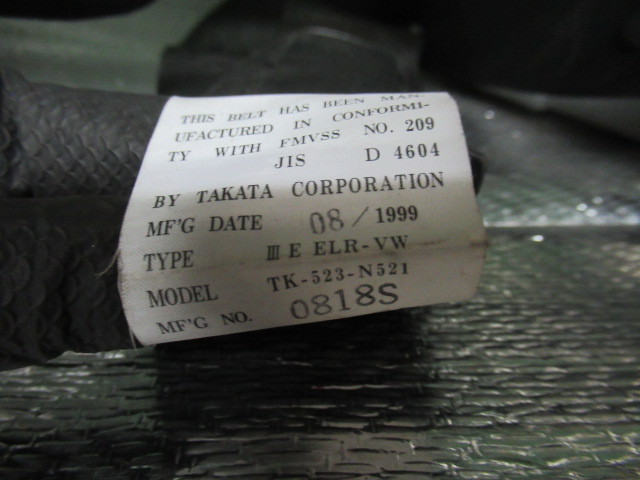 THIS BELT HAS BEEN MAN-
UFACTURED IN CONFORMI-
TY WITH FMVSS NO. 209
JIS D 4604
BY TAKATA CORPORATION
MF'G DATE 08/1999
TYPE III E ELR-VW
MODEL TK-523-N521
MF'G NO. 0818S